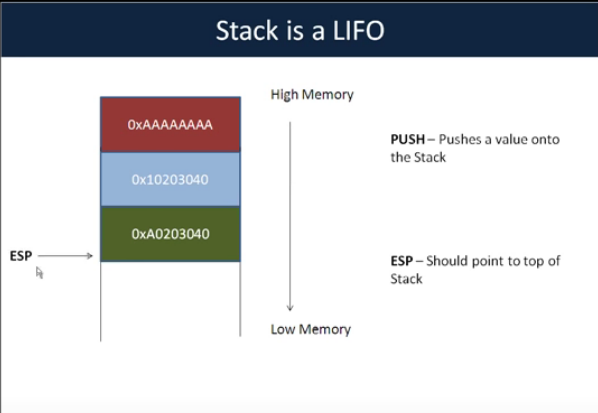 Stack is a LIFO
High Memory
0xAAAAAAAA
PUSH – Pushes a value onto
the Stack
0x10203040
0xA0203040
ESP
ESP – Should point to top of
Stack
Low Memory